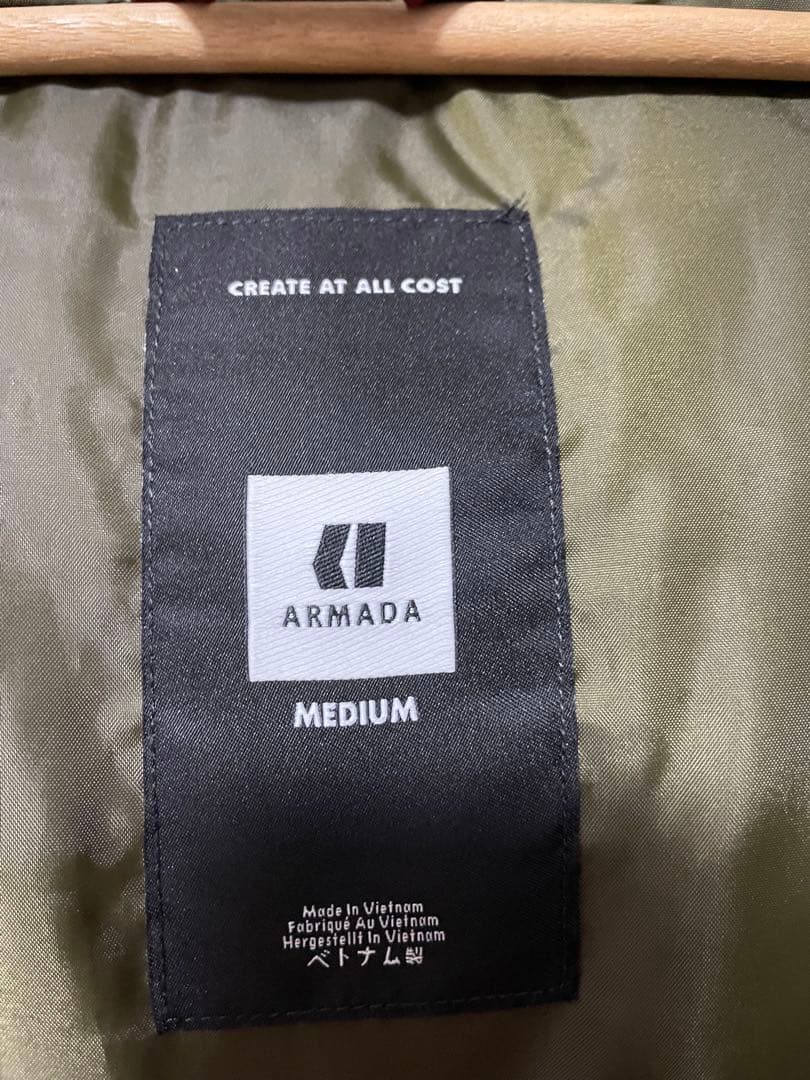 CREATE AT ALL COST
ARMADA
MEDIUM
Made In Vietnam
Fabriqué Au Vietnam
Hergestellt In Vietnam
ベトナム製